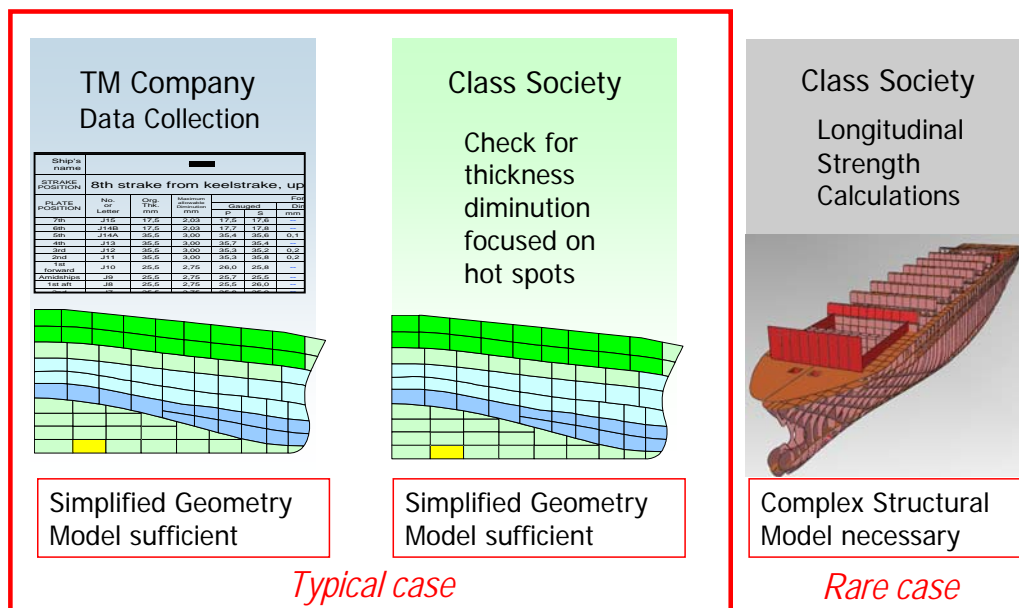 TM Company
Data Collection
Ship's
name
STRAKE
POSITION
8th strake from keelstrake, up
PLATE
POSITION
No.
or
Letter
Org.
Thk.
mm
Maximum
allowable
Diminution
mm
Gauged
P S
For
Dim
mm
7th J15 17,5 2,03 17,5 17,6 --
6th J14B 17,5 2,03 17,7 17,8 --
5th J14A 35,5 3,00 35,4 35,6 0,1
4th J13 35,5 3,00 35,7 35,4 --
3rd J12 35,5 3,00 35,3 35,2 0,2
2nd J11 35,5 3,00 35,3 35,8 0,2
1st
forward J10 25,5 2,75 26,0 25,8 --
Amidships J9 25,5 2,75 25,7 25,5 --
1st aft J8 25,5 2,75 25,5 26,0 --
Simplified Geometry
Model sufficient
Class Society
Check for
thickness
diminution
focused on
hot spots
Simplified Geometry
Model sufficient
Typical case
Class Society
Longitudinal
Strength
Calculations
Complex Structural
Model necessary
Rare case